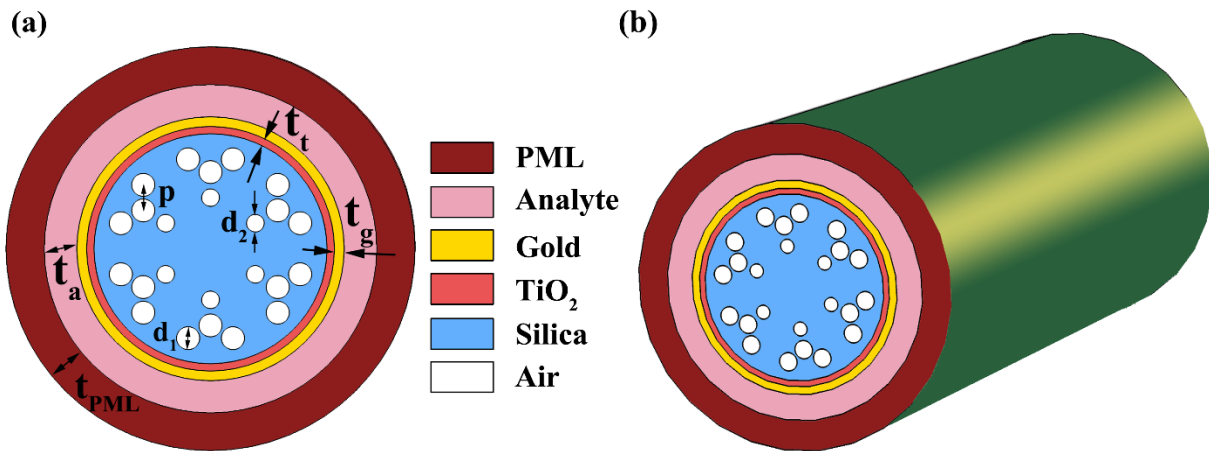 (a)
(b)
t_t
p
d_2
t_g
t_a
d_1
t_PML
PML
Analyte
Gold
TiO_2
Silica
Air